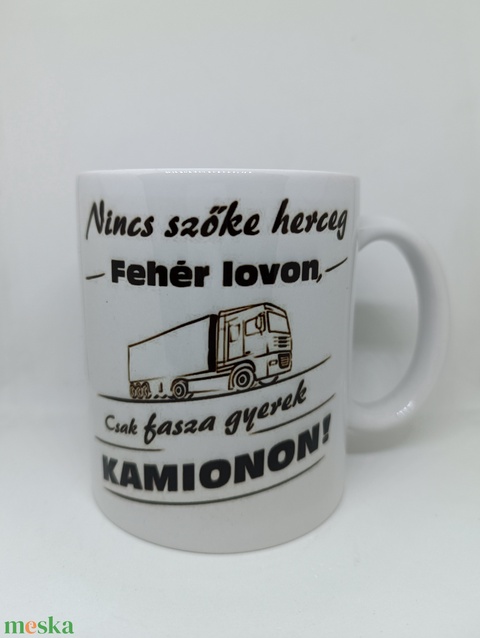 Nincs szőke herceg
Fehér lovon,
Csak fasza gyerek
KAMIONON!
meska